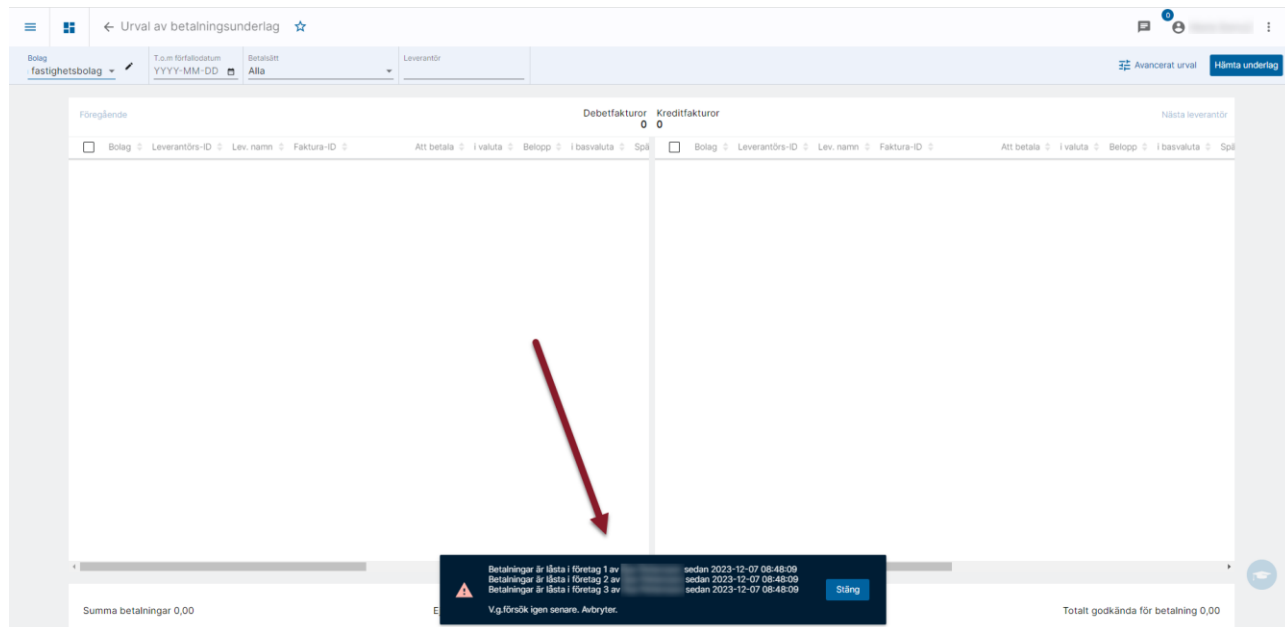 Urval av betalningsunderlag
0
Bolag
fastighetsbolag
T.o.m förfallodatum
YYYY-MM-DD
Betalsätt
Alla
Leverantör
Avancerat urval
Hämta underlag
Föregående
Debetfakturor
0
Kreditfakturor
0
Nästa leverantör
Bolag Leverantörs-ID Lev. namn Faktura-ID Att betala i valuta Belopp i basvaluta Spä
Bolag Leverantörs-ID Lev. namn Faktura-ID Att betala i valuta Belopp i basvaluta Spä
Betalningar är låsta i företag 1 av sedan 2023-12-07 08:48:09
Betalningar är låsta i företag 2 av sedan 2023-12-07 08:48:09
Betalningar är låsta i företag 3 av sedan 2023-12-07 08:48:09
V.g.försök igen senare. Avbryter.
Stäng
Summa betalningar 0,00
E
Totalt godkända för betalning 0,00